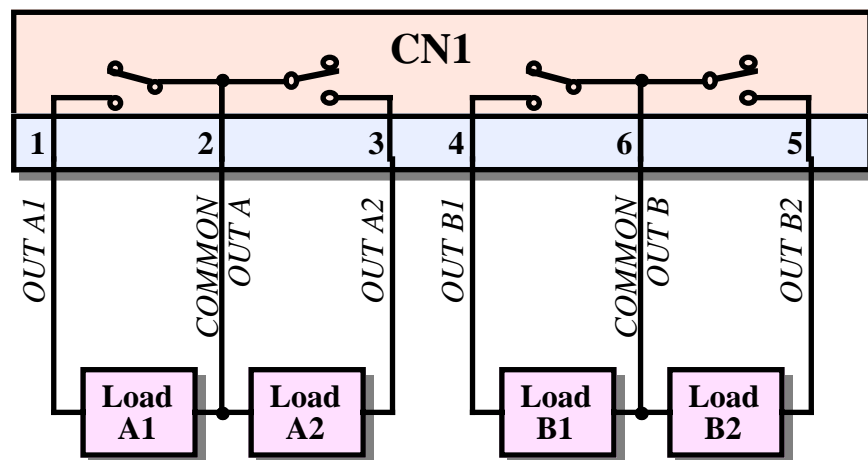 CN1
1 2 3 4 6 5
OUT A1
COMMON
OUT A
OUT A2
OUT B1
COMMON
OUT B
OUT B2
Load
A1
Load
A2
Load
B1
Load
B2